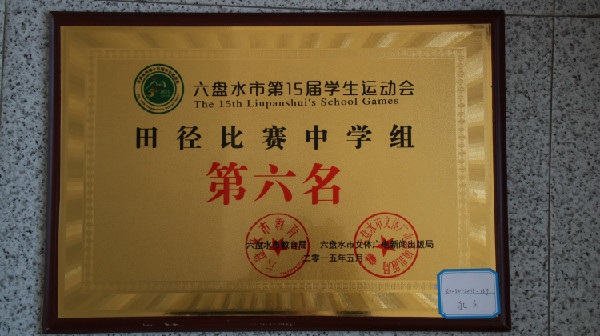 六盘水市第15届学生运动会
The 15th Liupanshui's School Games
田径比赛中学组
第六名
六盘水市教育局 六盘水市文体广电新闻出版局
二〇一五年五月